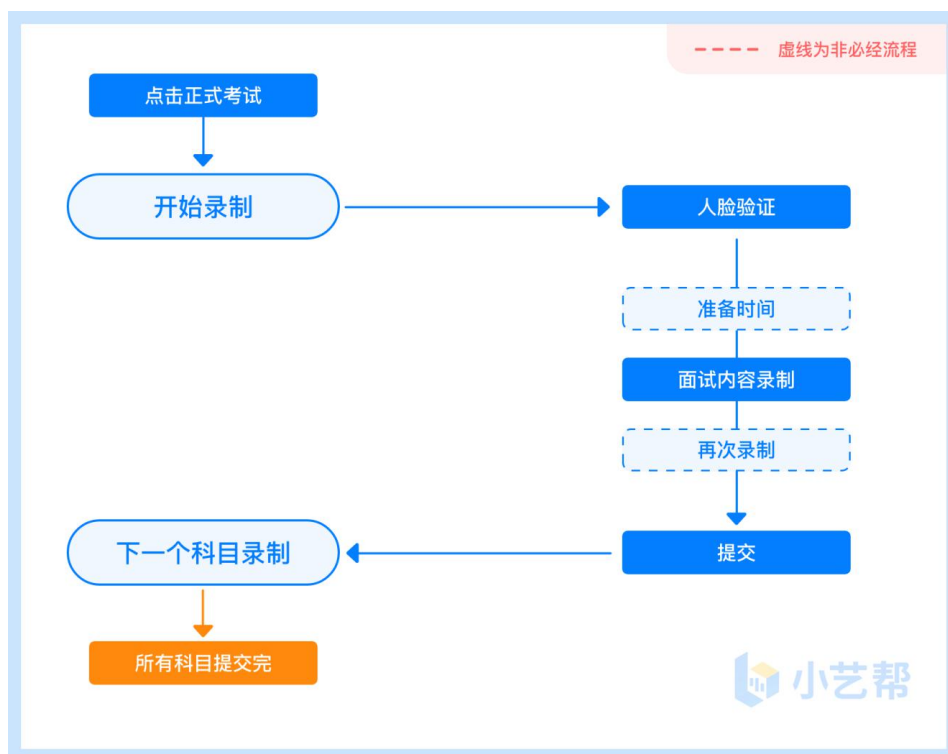 虚线为非必经流程
点击正式考试
开始录制
人脸验证
准备时间
面试内容录制
再次录制
提交
下一个科目录制
所有科目提交完
小艺帮